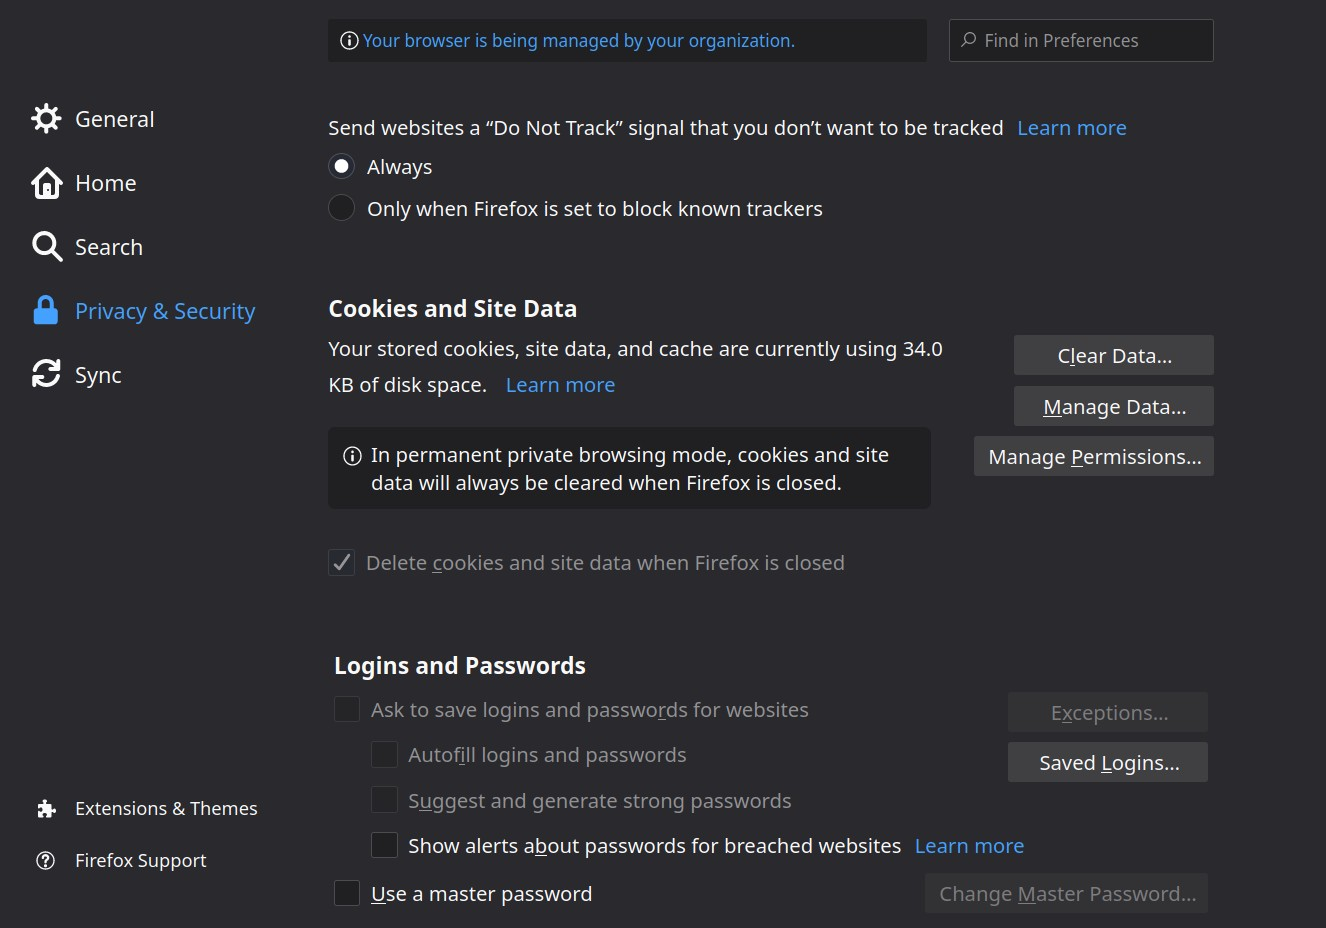 Your browser is being managed by your organization.
Find in Preferences
General
Home
Search
Privacy & Security
Sync
Extensions & Themes
Firefox Support
Send websites a “Do Not Track” signal that you don’t want to be tracked Learn more
Always
Only when Firefox is set to block known trackers
Cookies and Site Data
Your stored cookies, site data, and cache are currently using 34.0
KB of disk space. Learn more
Clear Data...
Manage Data...
Manage Permissions...
In permanent private browsing mode, cookies and site
data will always be cleared when Firefox is closed.
Delete cookies and site data when Firefox is closed
Logins and Passwords
Ask to save logins and passwords for websites
Exceptions...
Autofill logins and passwords
Saved Logins...
Suggest and generate strong passwords
Show alerts about passwords for breached websites Learn more
Use a master password
Change Master Password...